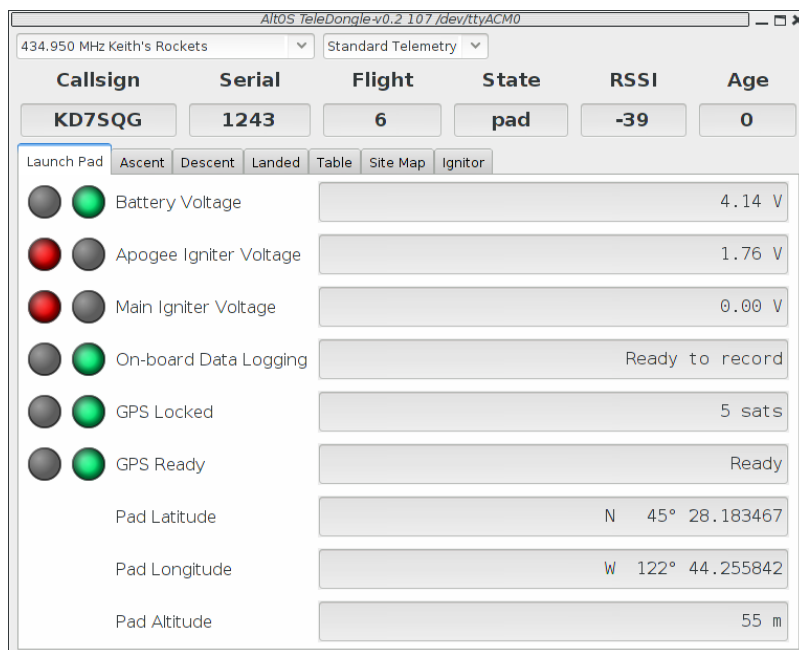 AltOS TeleDongle-v0.2 107 /dev/ttyACM0
434.950 MHz Keith's Rockets Standard Telemetry
Callsign Serial Flight State RSSI Age
KD7SQG 1243 6 pad -39 0
Launch Pad Ascent Descent Landed Table Site Map Ignitor
Battery Voltage 4.14 V
Apogee Igniter Voltage 1.76 V
Main Igniter Voltage 0.00 V
On-board Data Logging Ready to record
GPS Locked 5 sats
GPS Ready Ready
Pad Latitude N 45° 28.183467
Pad Longitude W 122° 44.255842
Pad Altitude 55 m